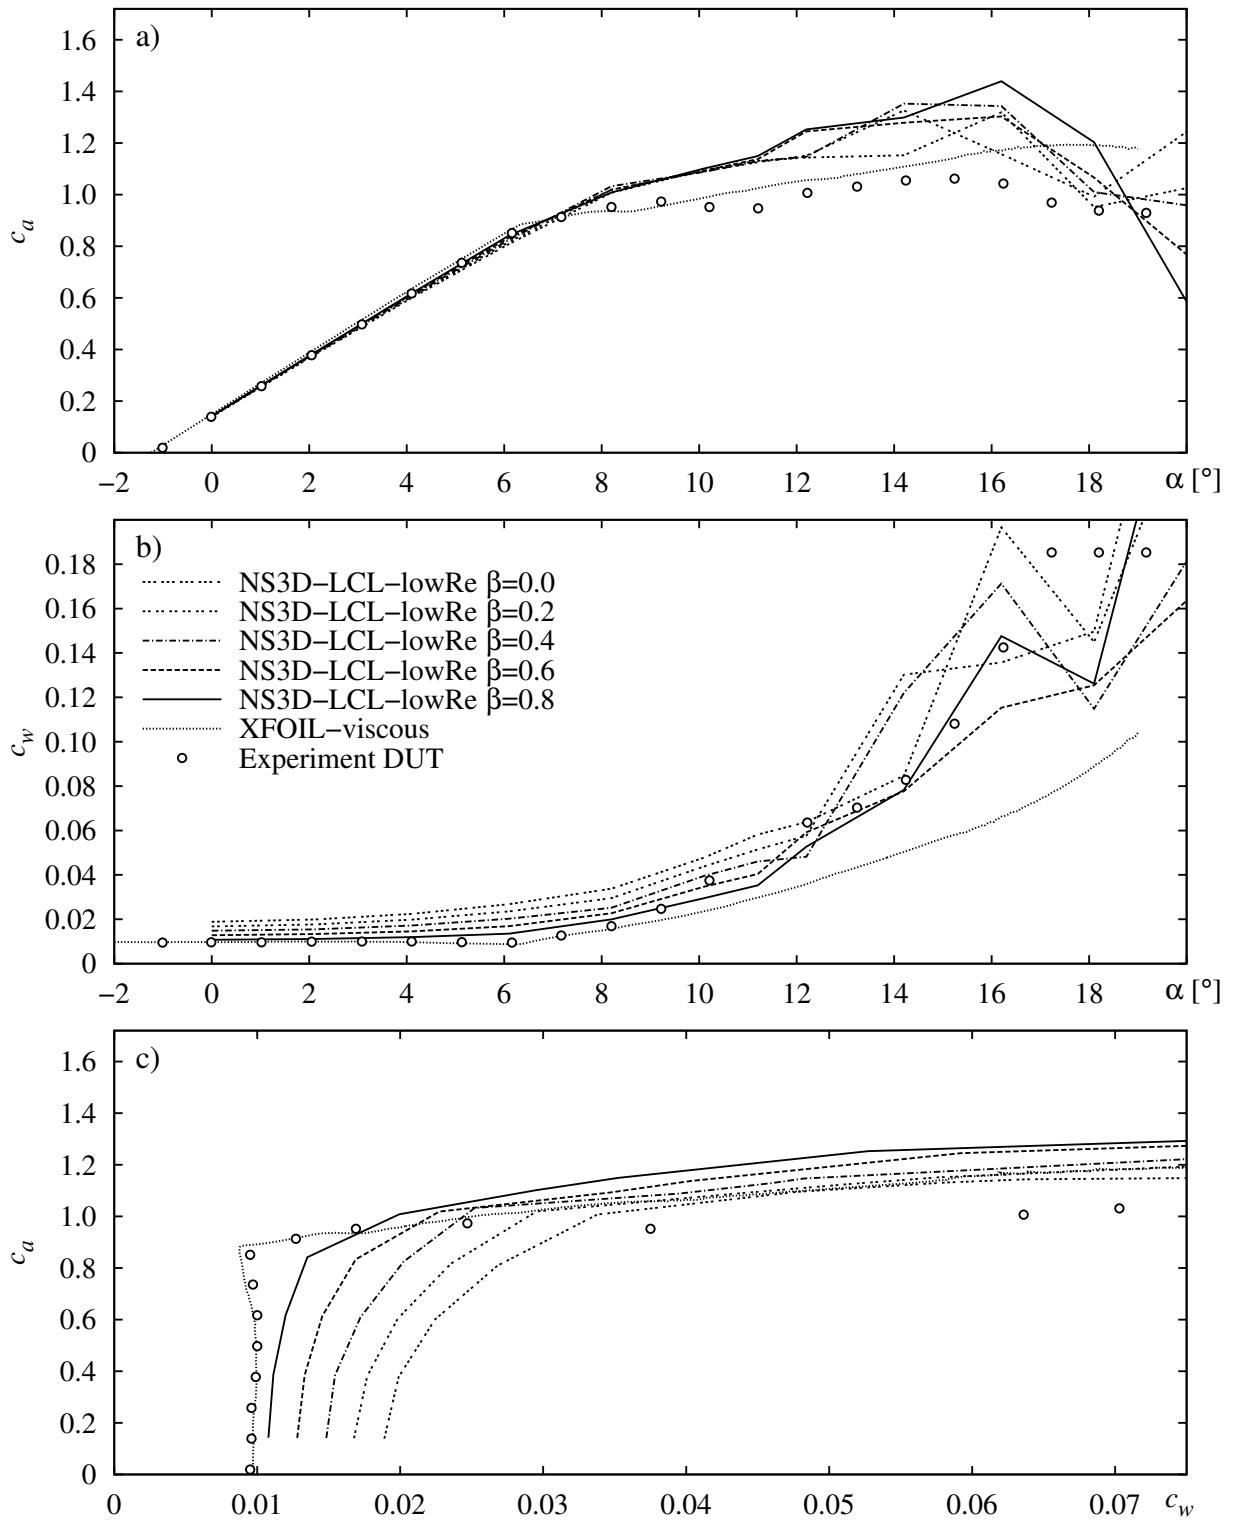 a)
1.6
1.4
1.2
1.0
0.8
0.6
0.4
0.2
0
c_a
−2 0 2 4 6 8 10 12 14 16 18 α [°]
b)
0.18
0.16
0.14
0.12
0.10
0.08
0.06
0.04
0.02
0
c_w
NS3D−LCL−lowRe β=0.0
NS3D−LCL−lowRe β=0.2
NS3D−LCL−lowRe β=0.4
NS3D−LCL−lowRe β=0.6
NS3D−LCL−lowRe β=0.8
XFOIL−viscous
Experiment DUT
−2 0 2 4 6 8 10 12 14 16 18 α [°]
c)
1.6
1.4
1.2
1.0
0.8
0.6
0.4
0.2
0
c_a
0 0.01 0.02 0.03 0.04 0.05 0.06 0.07 c_w